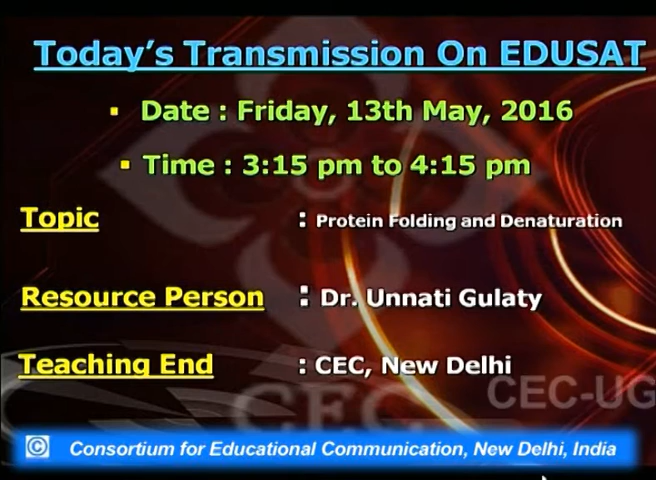 Today's Transmission On EDUSAT
▪ Date : Friday, 13th May, 2016
▪ Time : 3:15 pm to 4:15 pm
Topic : Protein Folding and Denaturation
Resource Person : Dr. Unnati Gulaty
Teaching End : CEC, New Delhi
CEC
CEC-UG
© Consortium for Educational Communication, New Delhi, India